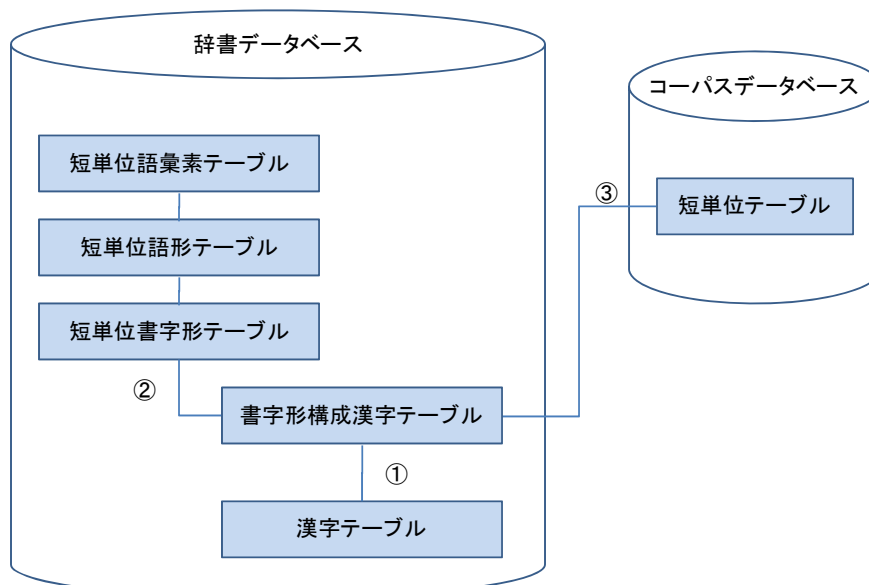 辞書データベース
コーパスデータベース
短単位語彙素テーブル
短単位語形テーブル
短単位書字形テーブル
②
書字形構成漢字テーブル
①
漢字テーブル
③
短単位テーブル